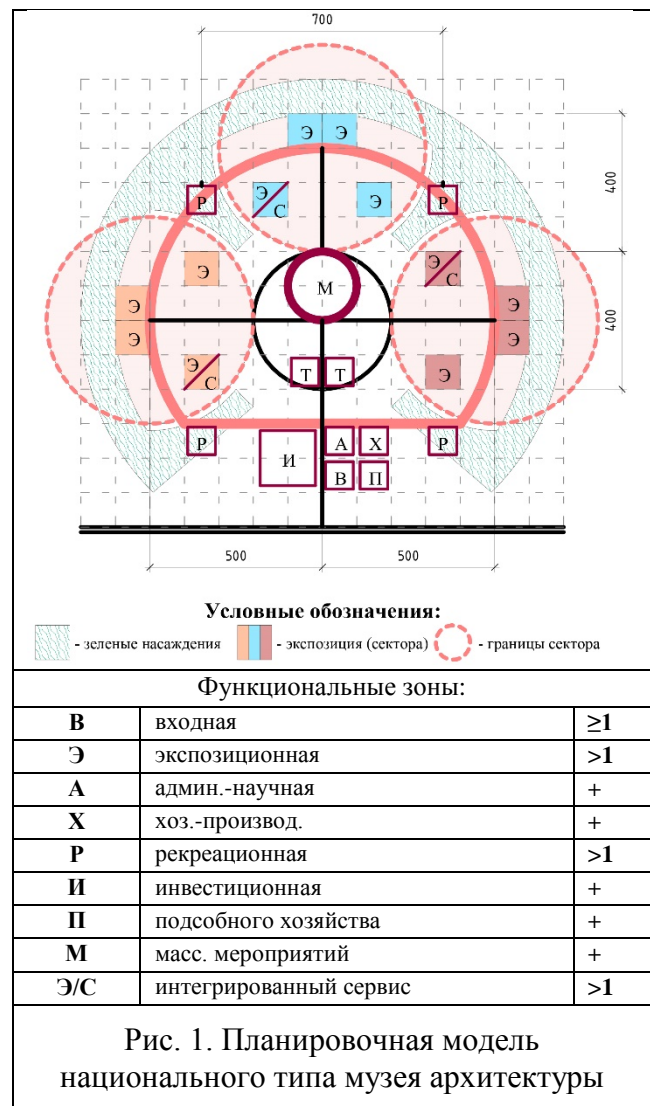 700
Э Э
400
Р Э/С Э Р
Э Э/С
М
Э Э
400
Э Э
Т Т
Э/С Э
Р А Х Р
И
В П
500 500
Условные обозначения:
- зеленые насаждения - экспозиция (сектора) - границы сектора
Функциональные зоны:
В входная ≥1
Э экспозиционная >1
А админ.-научная +
Х хоз.-производ. +
Р рекреационная >1
И инвестиционная +
П подсобного хозяйства +
М масс. мероприятий +
Э/С интегрированный сервис >1
Рис. 1. Планировочная модель
национального типа музея архитектуры